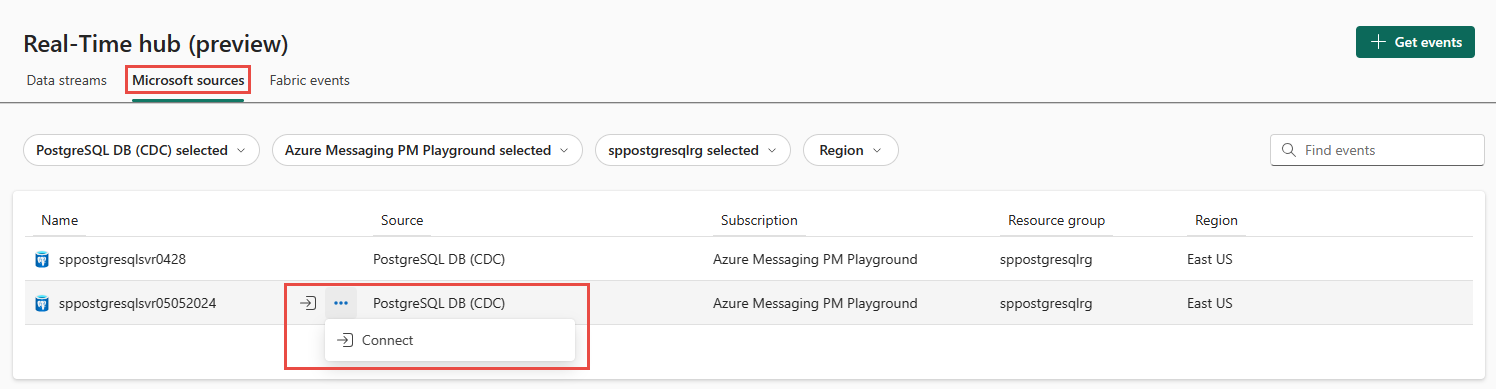 Real-Time hub (preview)
Get events
Data streams Microsoft sources Fabric events
PostgreSQL DB (CDC) selected Azure Messaging PM Playground selected sppostgresqlrg selected Region Find events
Name Source Subscription Resource group Region
sppostgresqlsvr0428 PostgreSQL DB (CDC) Azure Messaging PM Playground sppostgresqlrg East US
sppostgresqlsvr05052024 PostgreSQL DB (CDC) Azure Messaging PM Playground sppostgresqlrg East US
Connect